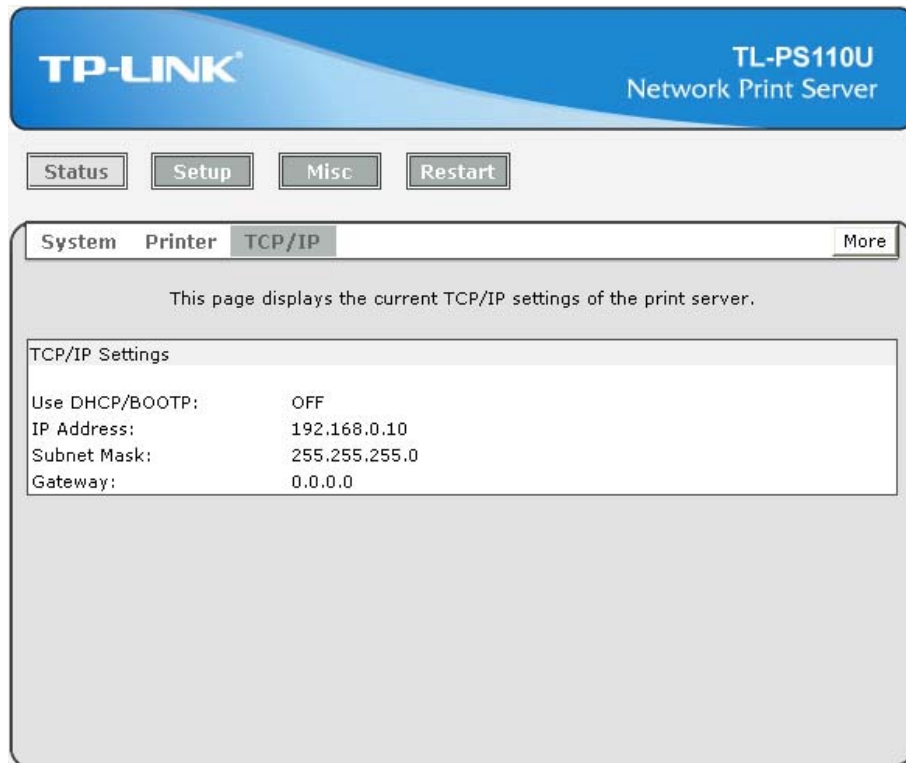 TP-LINK
TL-PS110U
Network Print Server
Status Setup Misc Restart
System Printer TCP/IP More
This page displays the current TCP/IP settings of the print server.
TCP/IP Settings
Use DHCP/BOOTP: OFF
IP Address: 192.168.0.10
Subnet Mask: 255.255.255.0
Gateway: 0.0.0.0